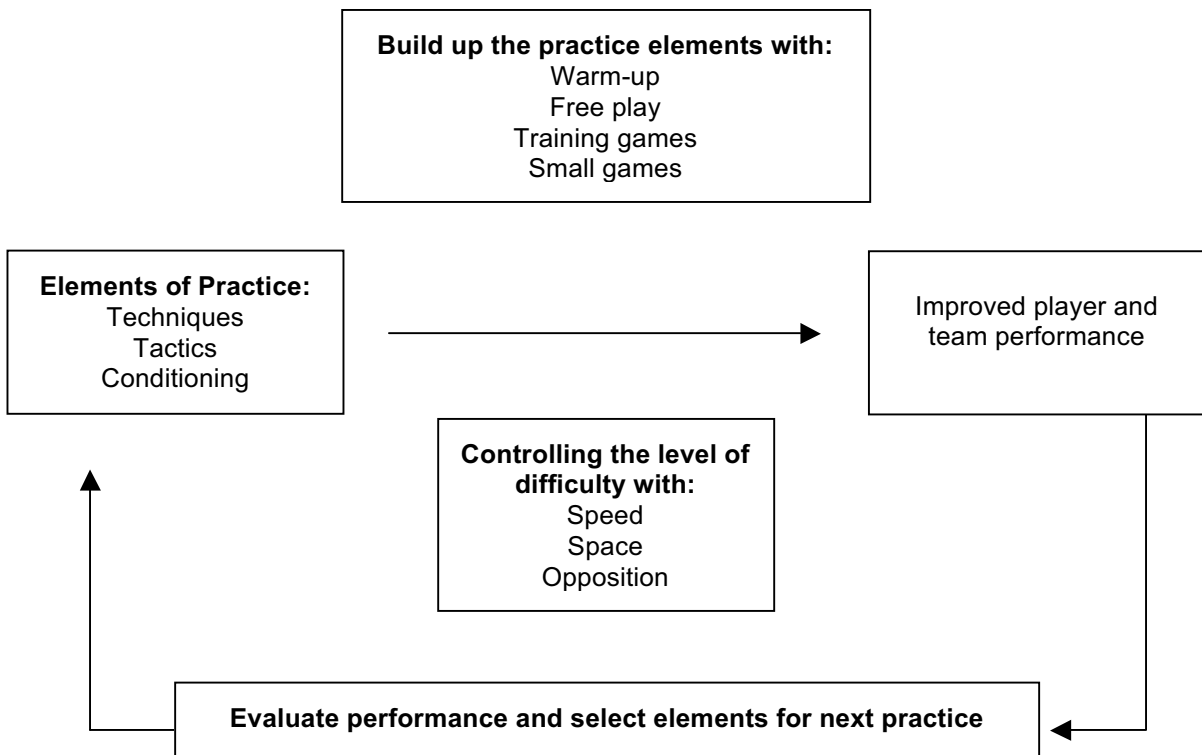 Build up the practice elements with:
Warm-up
Free play
Training games
Small games
Elements of Practice:
Techniques
Tactics
Conditioning
Improved player and
team performance
Controlling the level of
difficulty with:
Speed
Space
Opposition
Evaluate performance and select elements for next practice